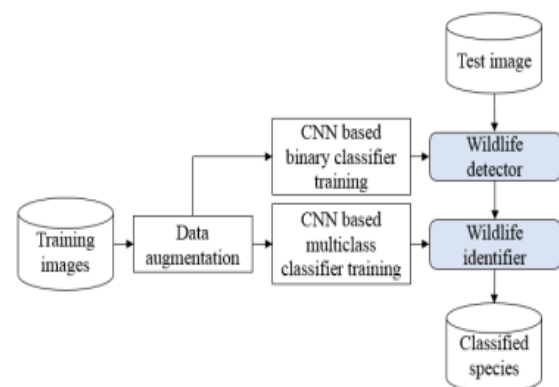 Test image
CNN based
binary classifier
training
Wildlife
detector
Training
images
Data
augmentation
CNN based
multiclass
classifier training
Wildlife
identifier
Classified
species